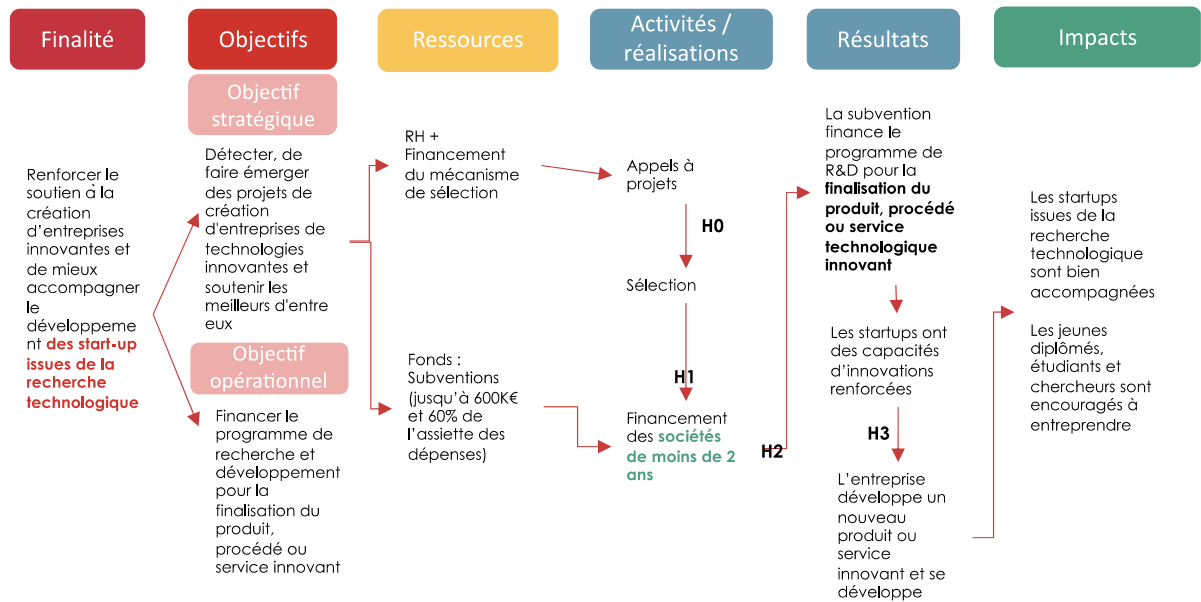 Finalité
Objectifs
Ressources
Activités /
réalisations
Résultats
Impacts
Renforcer le
soutien à la
création
d'entreprises
innovantes et
de mieux
accompagner
le
développeme
nt des start-up
issues de la
recherche
technologique
Objectif
stratégique
Détecter, de
faire émerger
des projets de
création
d'entreprises de
technologies
innovantes et
soutenir les
meilleurs d'entre
eux
Objectif
opérationnel
Financer le
programme de
recherche et
développement
pour la
finalisation du
produit,
procédé ou
service innovant
RH +
Financement
du mécanisme
de sélection
Fonds :
Subventions
(jusqu'à 600K€
et 60% de
l'assiette des
dépenses)
Appels à
projets
H0
Sélection
H1
Financement
des sociétés
de moins de 2
ans
H2
La subvention
finance le
programme de
R&D pour la
finalisation du
produit, procédé
ou service
technologique
innovant
Les startups ont
des capacités
d'innovations
renforcées
H3
L'entreprise
développe un
nouveau
produit ou
service
innovant et se
développe
Les startups
issues de la
recherche
technologique
sont bien
accompagnées
Les jeunes
diplômés,
étudiants et
chercheurs sont
encouragés à
entreprendre